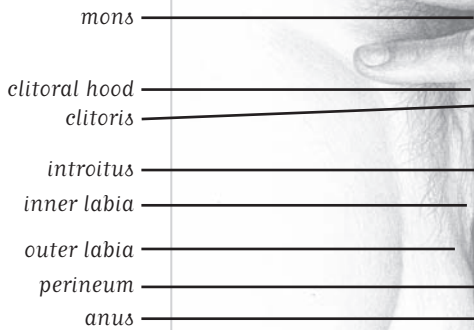 mons
clitoral hood
clitoris
introitus
inner labia
outer labia
perineum
anus